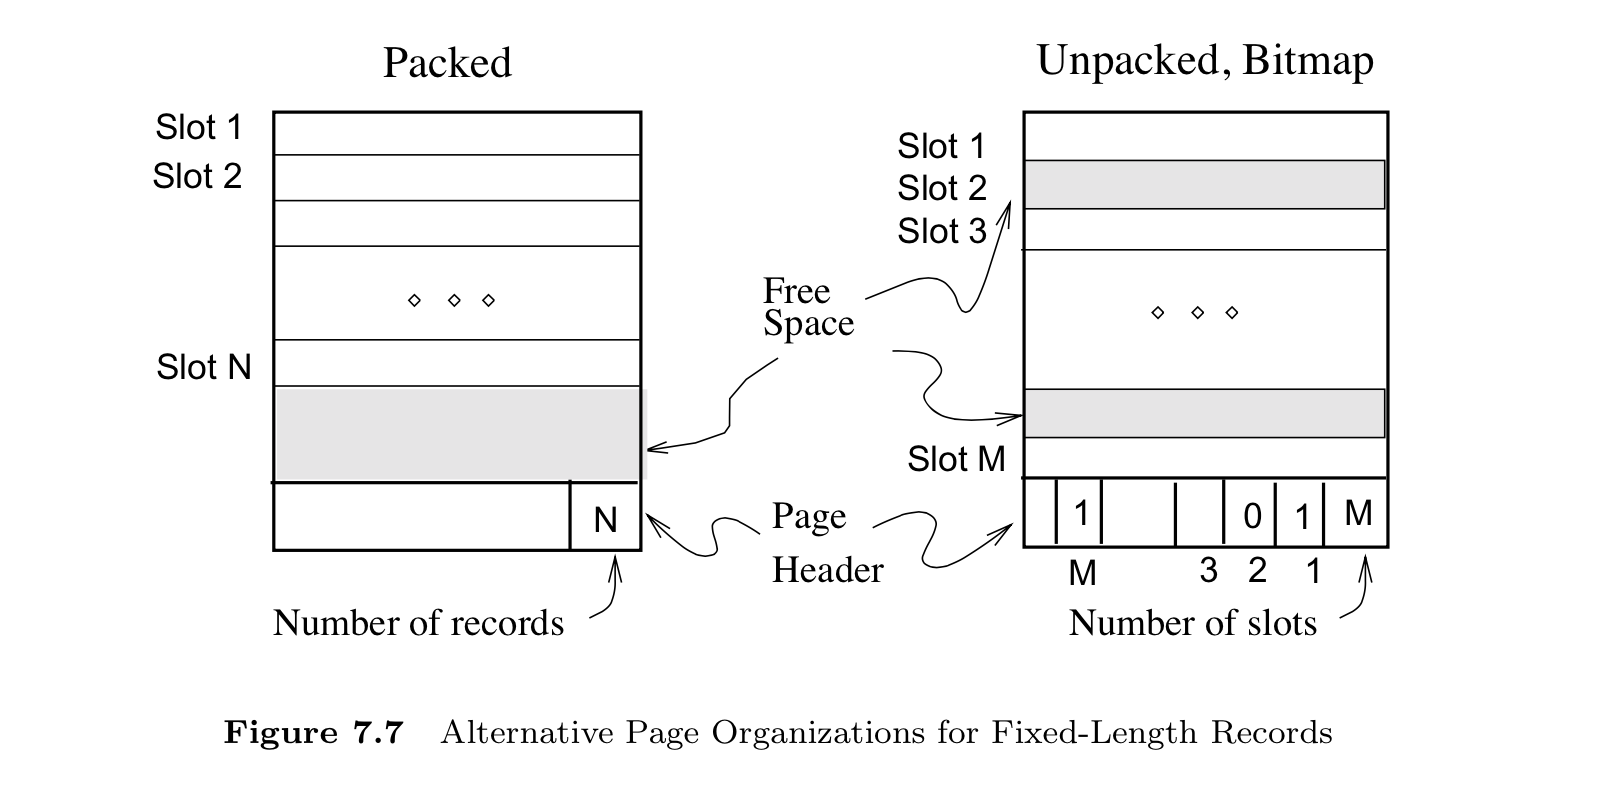 Packed
Unpacked, Bitmap
Slot 1
Slot 2
Slot N
N
Number of records
Free
Space
Page
Header
Slot 1
Slot 2
Slot 3
Slot M
1 0 1 M
M 3 2 1
Number of slots
Figure 7.7 Alternative Page Organizations for Fixed-Length Records